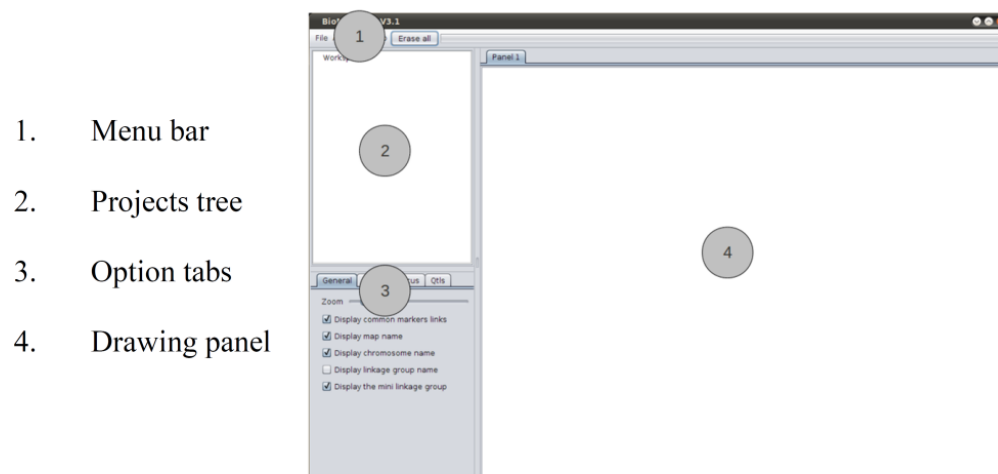 1. Menu bar
2. Projects tree
3. Option tabs
4. Drawing panel
V3.1
File Erase all
1
Panel 1
2
General Qtls
3
Zoom
Display common markers links
Display map name
Display chromosome name
Display linkage group name
Display the mini linkage group
4